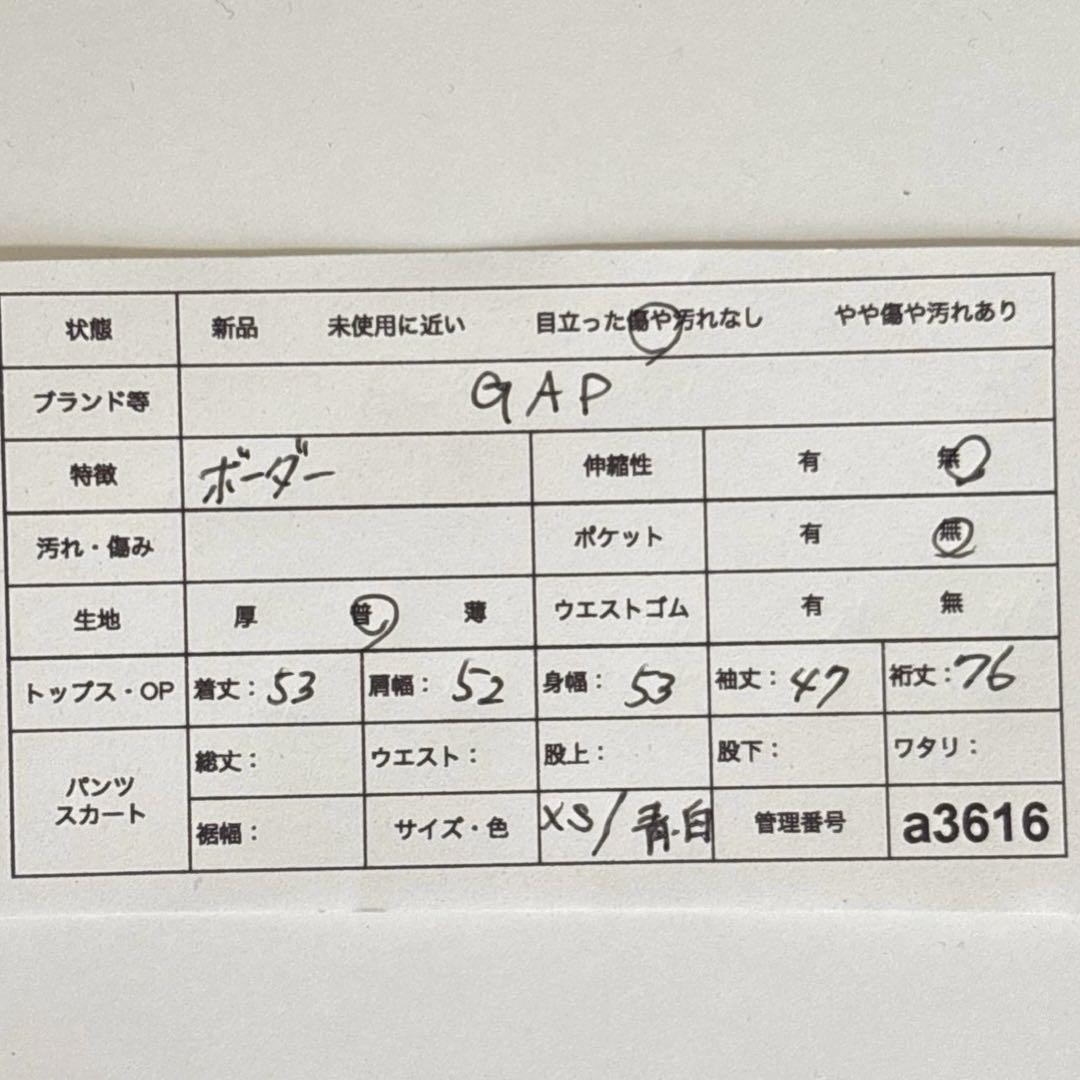 状態 新品 未使用に近い 目立った傷や汚れなし やや傷や汚れあり
ブランド等 GAP
特徴 ボーダー 伸縮性 有 無
汚れ・傷み ポケット 有 無
生地 厚 普 薄 ウエストゴム 有 無
トップス・OP 着丈：53 肩幅：52 身幅：53 袖丈：47 裄丈：76
パンツ
スカート
総丈： ウエスト： 股上： 股下： ワタリ：
裾幅： サイズ・色 XS/青.白 管理番号 a3616